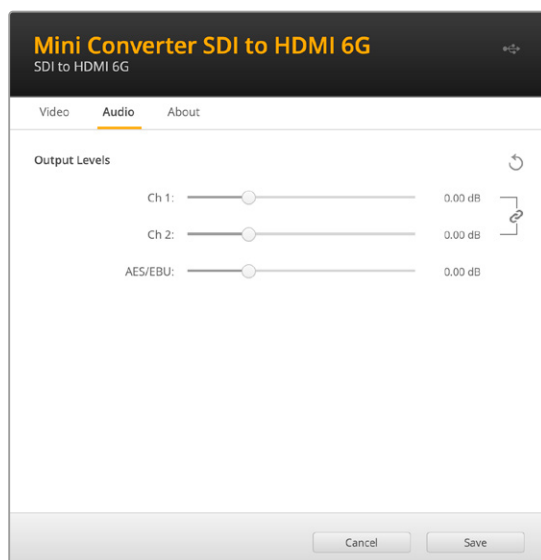 Mini Converter SDI to HDMI 6G
SDI to HDMI 6G
Video Audio About
Output Levels
Ch 1: 0.00 dB
Ch 2: 0.00 dB
AES/EBU: 0.00 dB
Cancel Save